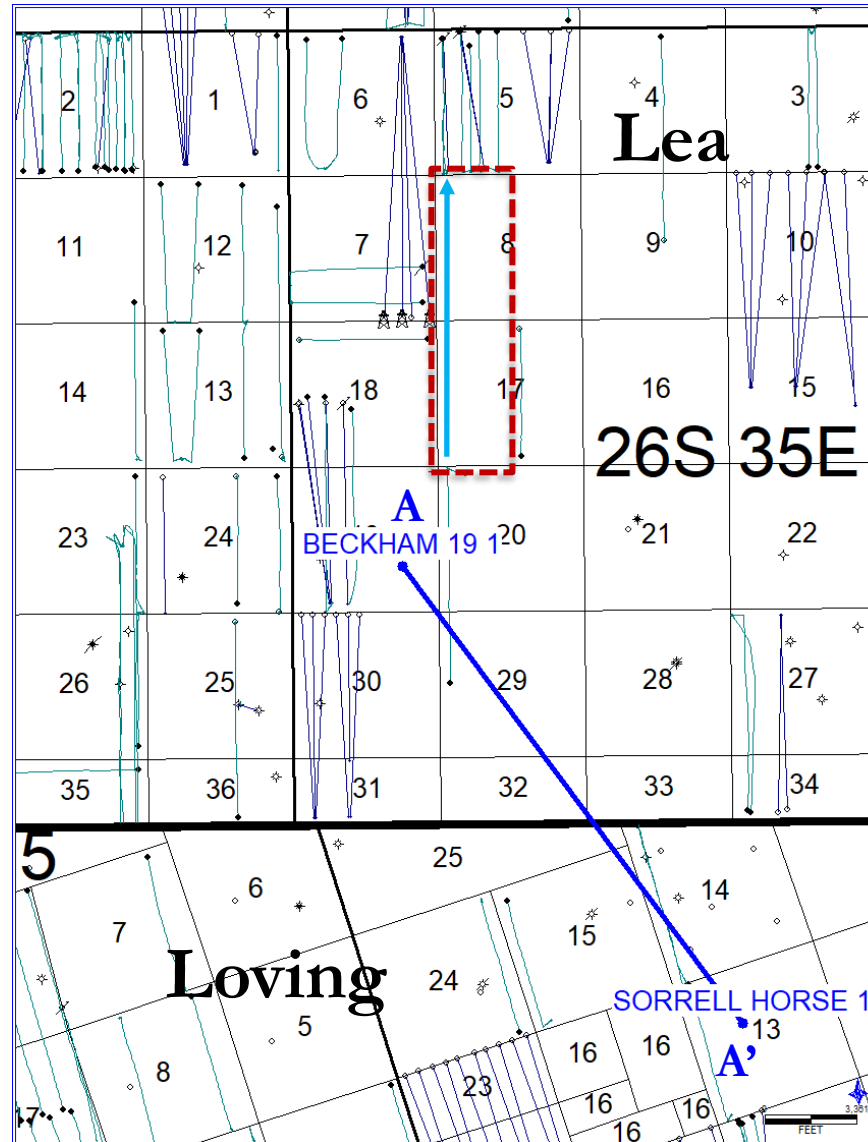 2 1 6 5 4 3
Lea
11 12 7 8 9 10
14 13 18 17 16 15
26S 35E
A
23 24 20 21 22
BECKHAM 19 1
26 25 30 29 28 27
35 36 31 32 33 34
5 25
6 14
7 15
Loving 24
SORRELL HORSE 1
5 13
8 16 16
A’
23 16 16
17 16
FEET